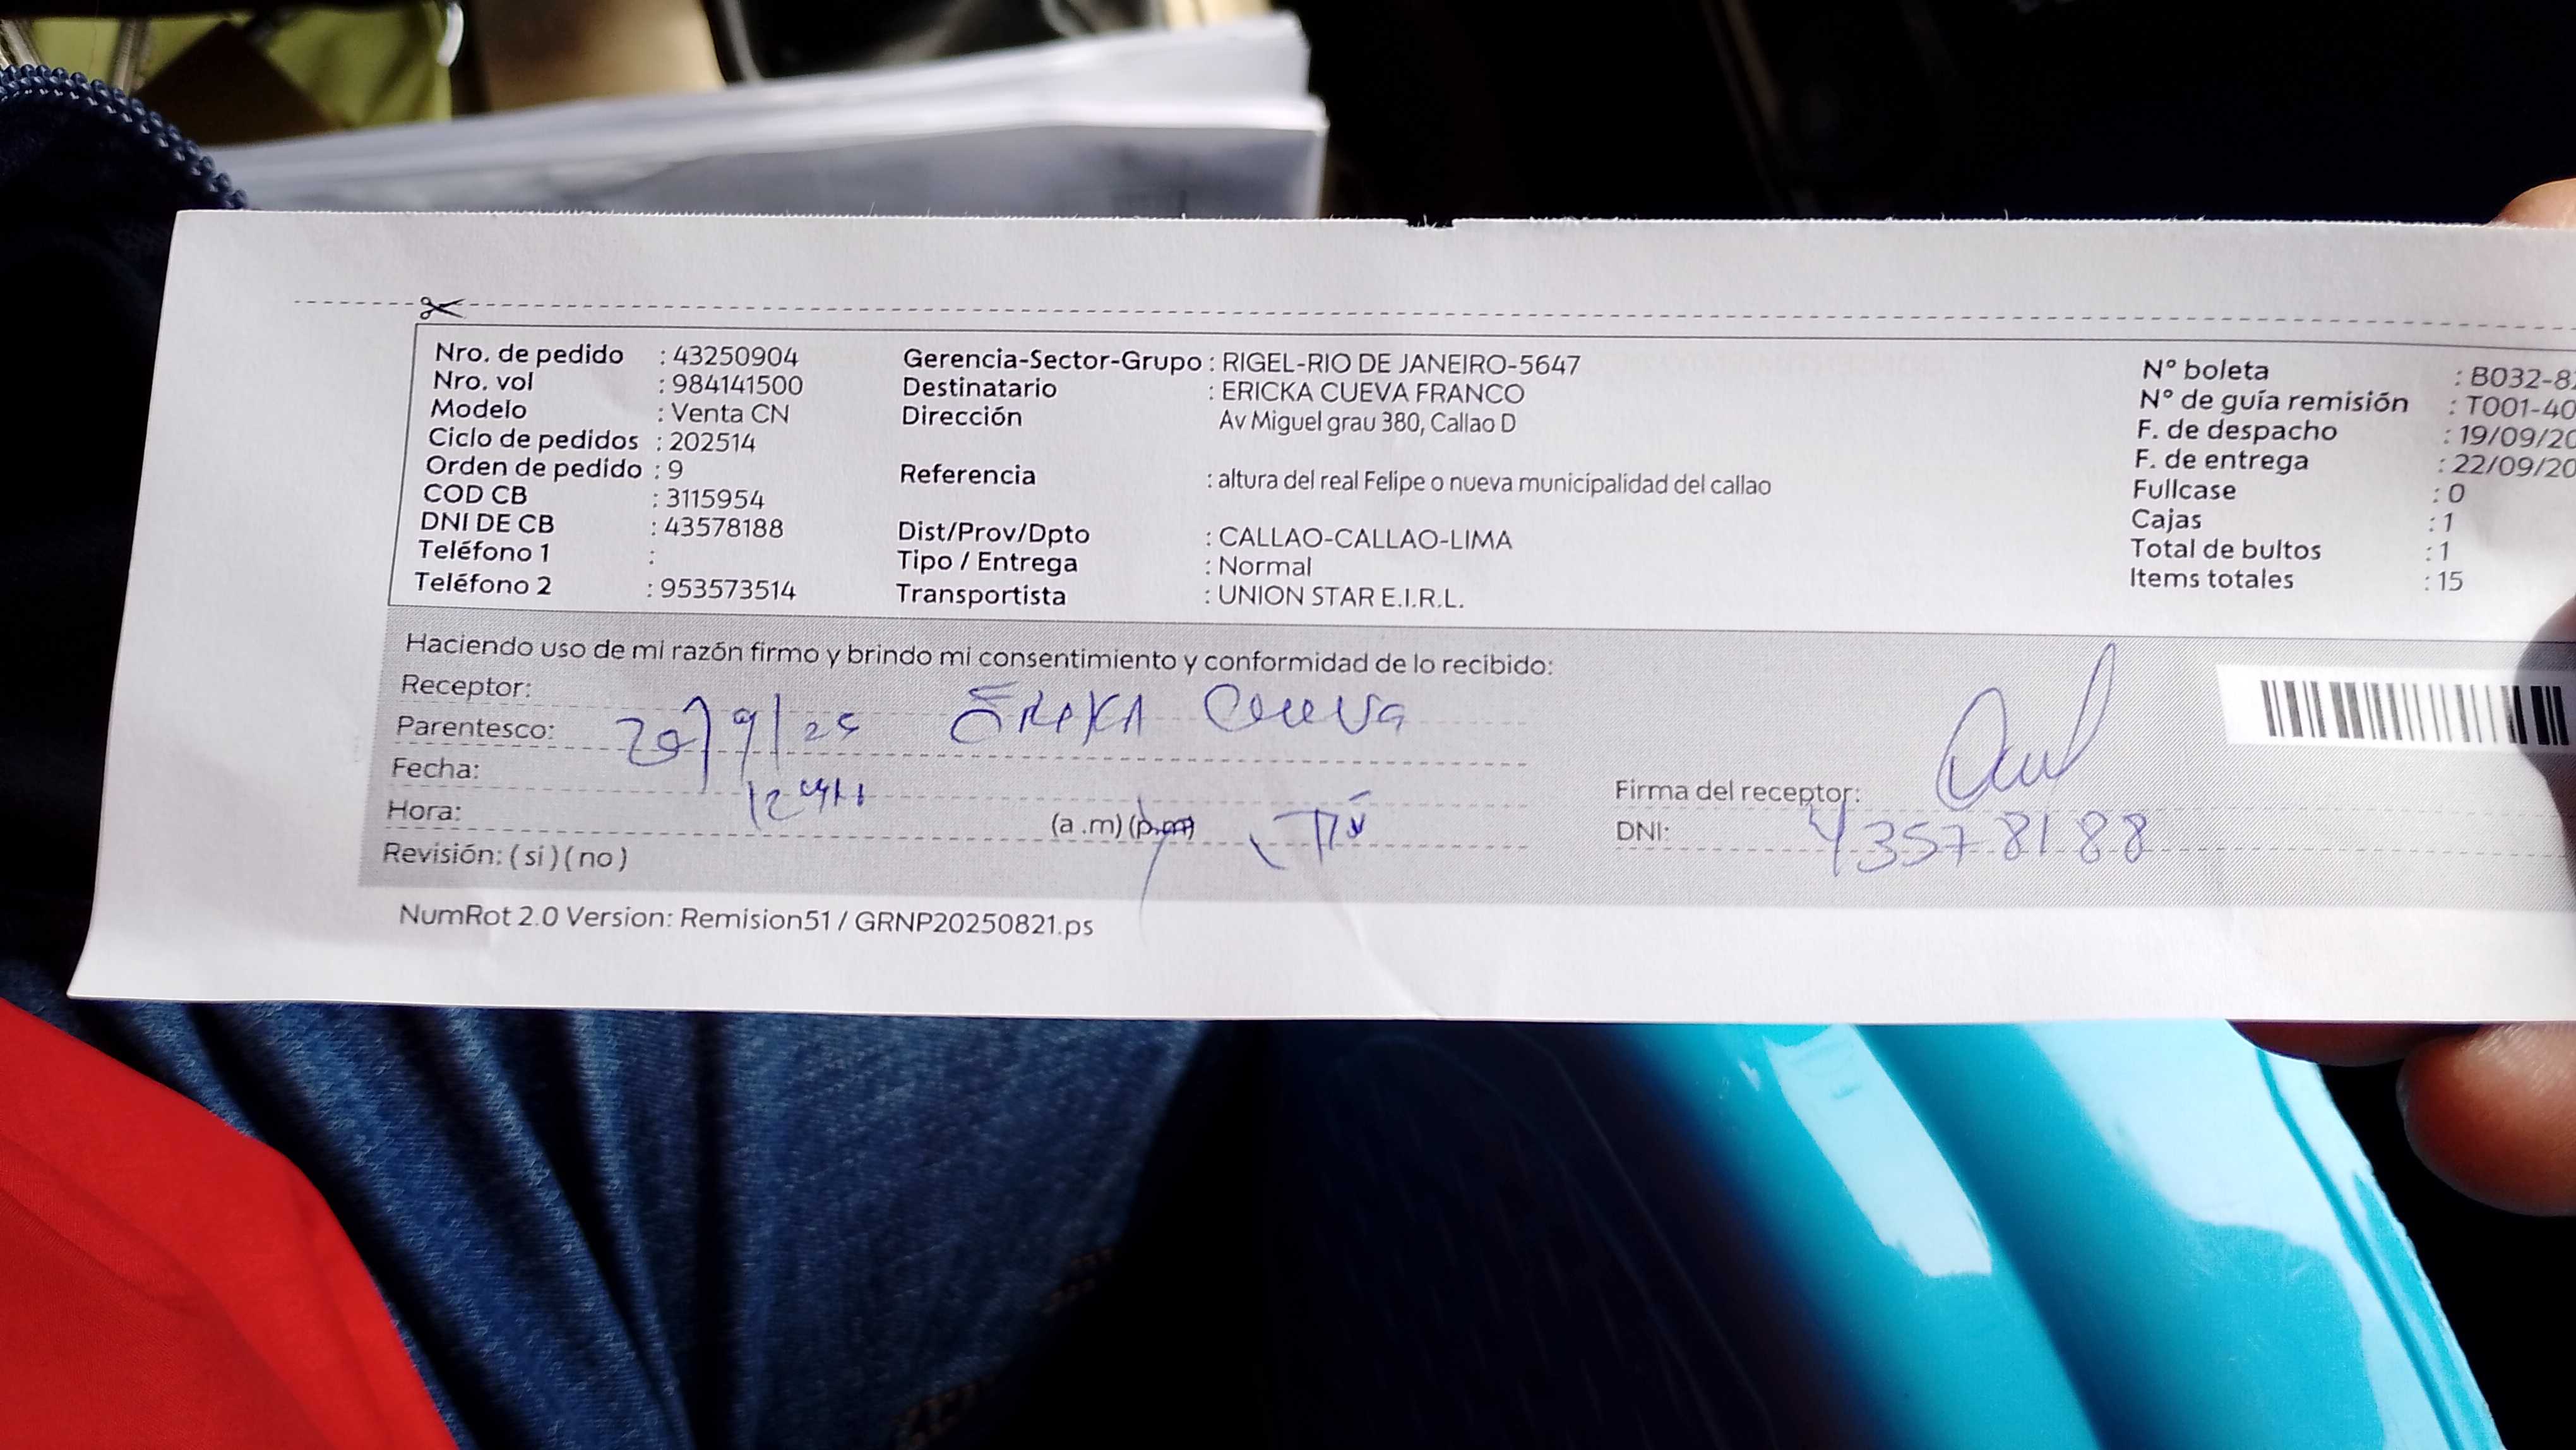 Nro. de pedido : 43250904
Nro. vol : 984141500
Modelo : Venta CN
Ciclo de pedidos : 202514
Orden de pedido : 9
COD CB : 3115954
DNI DE CB : 43578188
Teléfono 1 :
Teléfono 2 : 953573514
Gerencia-Sector-Grupo : RIGEL-RIO DE JANEIRO-5647
Destinatario : ERICKA CUEVA FRANCO
Dirección Av Miguel grau 380, Callao D
Referencia : altura del real Felipe o nueva municipalidad del callao
Dist/Prov/Dpto : CALLAO-CALLAO-LIMA
Tipo / Entrega : Normal
Transportista : UNION STAR E.I.R.L.
N° boleta : B032-8
N° de guía remisión : T001-40
F. de despacho : 19/09/20
F. de entrega : 22/09/20
Fullcase : 0
Cajas : 1
Total de bultos : 1
Items totales : 15
Haciendo uso de mi razón firmo y brindo mi consentimiento y conformidad de lo recibido:
Receptor:
Parentesco: 20/9/25 ERIKA Cueva
Fecha:
Hora: (a .m) (p.m)
Revisión: ( si ) ( no )
Firma del receptor:
DNI: 43578188
NumRot 2.0 Version: Remision51 / GRNP20250821.ps